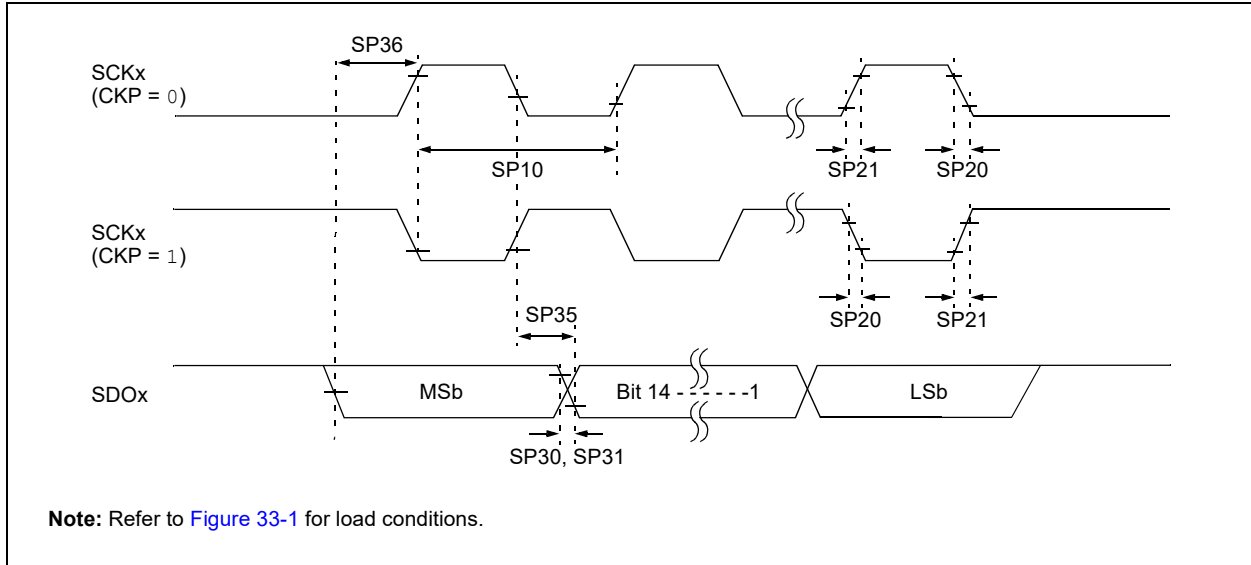 SP36
SCKx
(CKP = 0)
SP10
SP21
SP20
SCKx
(CKP = 1)
SP35
SP20
SP21
SDOx
MSb
Bit 14 - - - - - -1
LSb
SP30, SP31
Note: Refer to Figure 33-1 for load conditions.